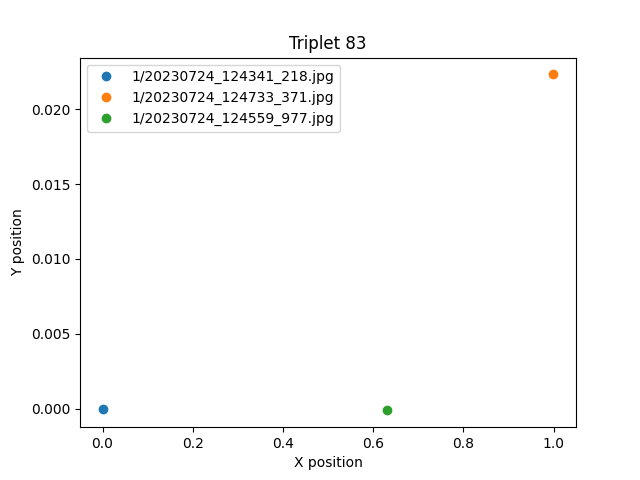 Triplet 83
1/20230724_124341_218.jpg
1/20230724_124733_371.jpg
1/20230724_124559_977.jpg
0.020
0.015
0.010
0.005
0.000
Y position
0.0 0.2 0.4 0.6 0.8 1.0
X position